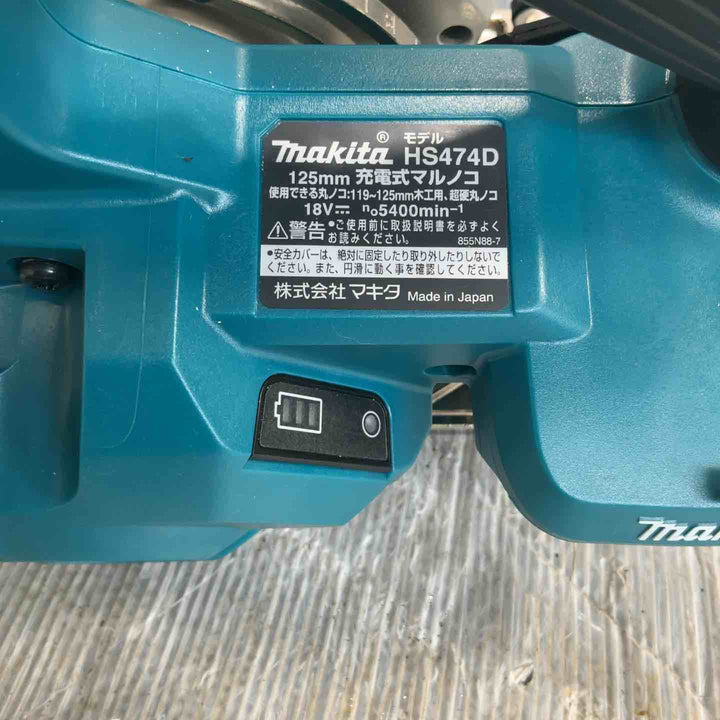 makita® モデル HS474D
125mm 充電式マルノコ
使用できる丸ノコ:119~125mm木工用、超硬丸ノコ
18V⎓ n₀5400min⁻¹
⚠警告 ●ご使用前に取扱説明書を必ずよく
お読みください。 855N88-7
●安全カバーは、絶対に固定したり取り外したりしないで
ください。また、円滑に動く事を確認してください。
株式会社マキタ Made in Japan